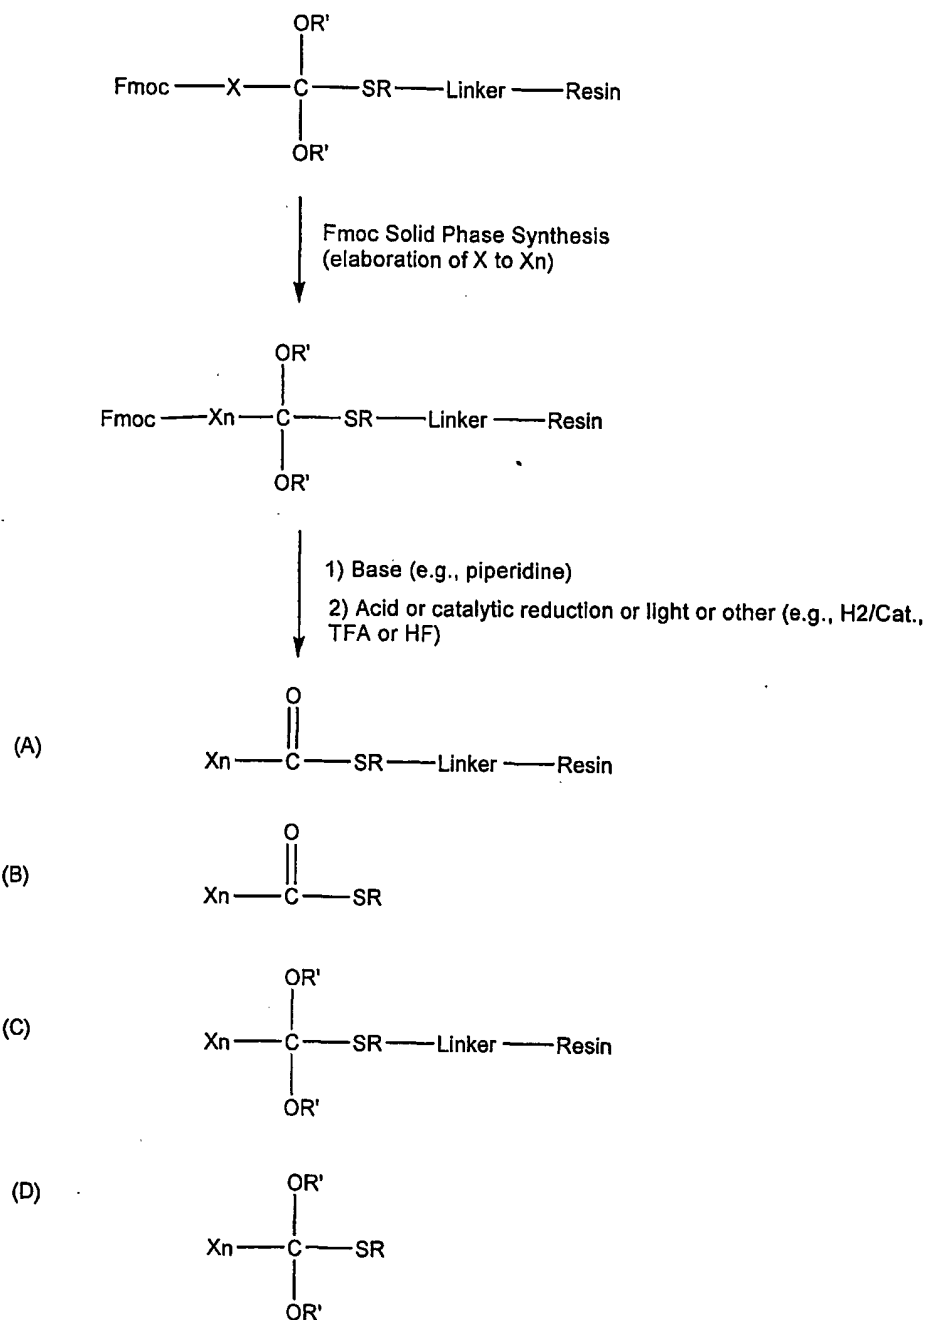 OR'
Fmoc—X—C—SR—Linker—Resin
OR'
Fmoc Solid Phase Synthesis
(elaboration of X to Xn)
OR'
Fmoc—Xn—C—SR—Linker—Resin
OR'
1) Base (e.g., piperidine)
2) Acid or catalytic reduction or light or other (e.g., H2/Cat.,
TFA or HF)
O
(A) Xn—C—SR—Linker—Resin
O
(B) Xn—C—SR
OR'
(C) Xn—C—SR—Linker—Resin
OR'
OR'
(D) Xn—C—SR
OR'